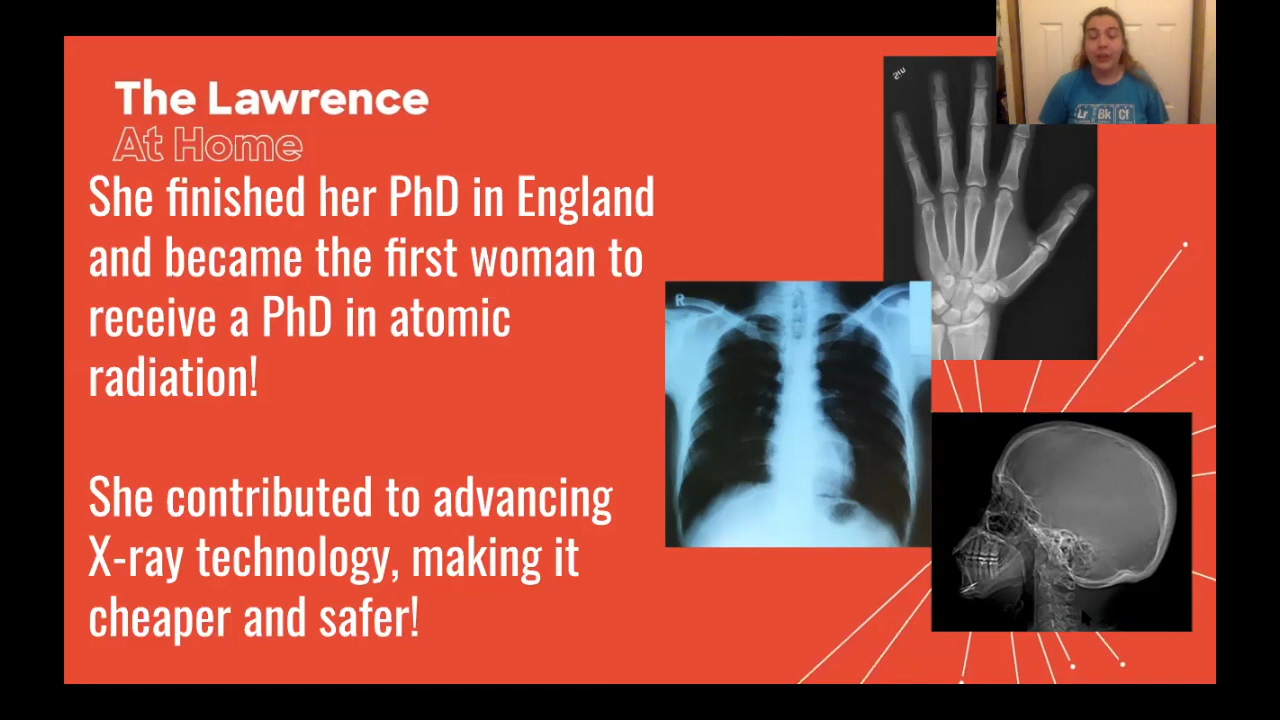 The Lawrence
At Home
She finished her PhD in England
and became the first woman to
receive a PhD in atomic
radiation!
She contributed to advancing
X-ray technology, making it
cheaper and safer!
R
Lr Bk Cf